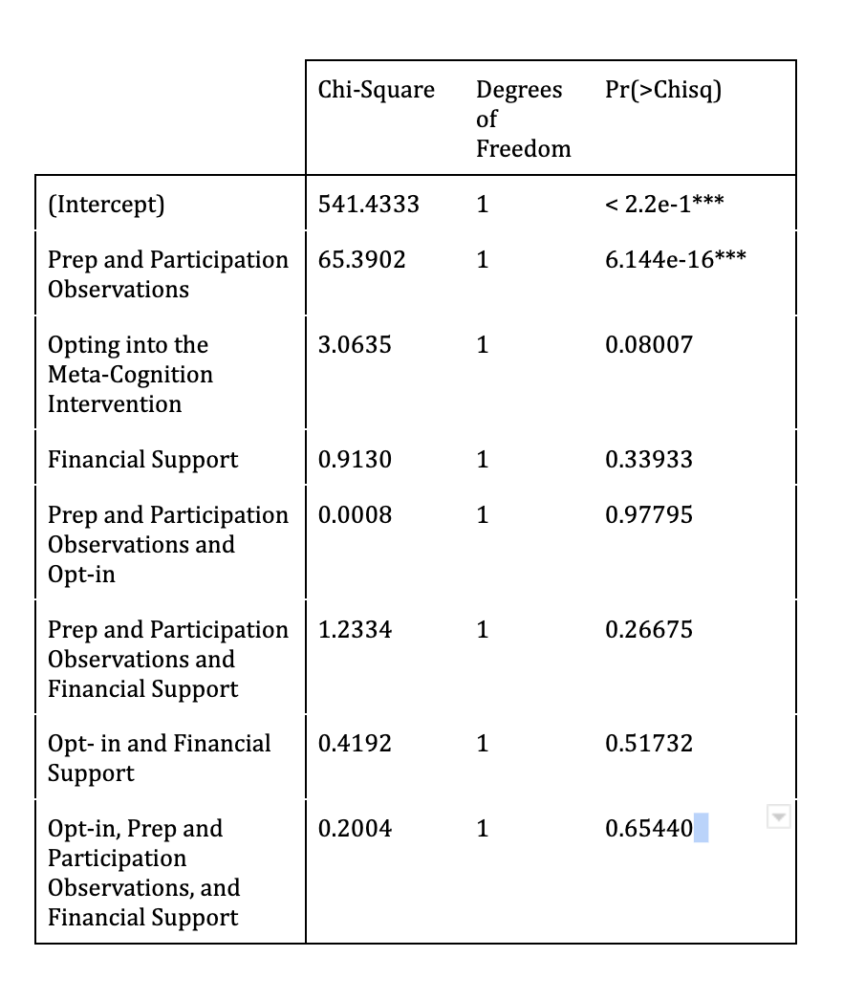 Chi-Square Degrees Pr(>Chisq)
of
Freedom
(Intercept) 541.4333 1 < 2.2e-1***
Prep and Participation 65.3902 1 6.144e-16***
Observations
Opting into the 3.0635 1 0.08007
Meta-Cognition
Intervention
Financial Support 0.9130 1 0.33933
Prep and Participation 0.0008 1 0.97795
Observations and
Opt-in
Prep and Participation 1.2334 1 0.26675
Observations and
Financial Support
Opt- in and Financial 0.4192 1 0.51732
Support
Opt-in, Prep and 0.2004 1 0.65440
Participation
Observations, and
Financial Support